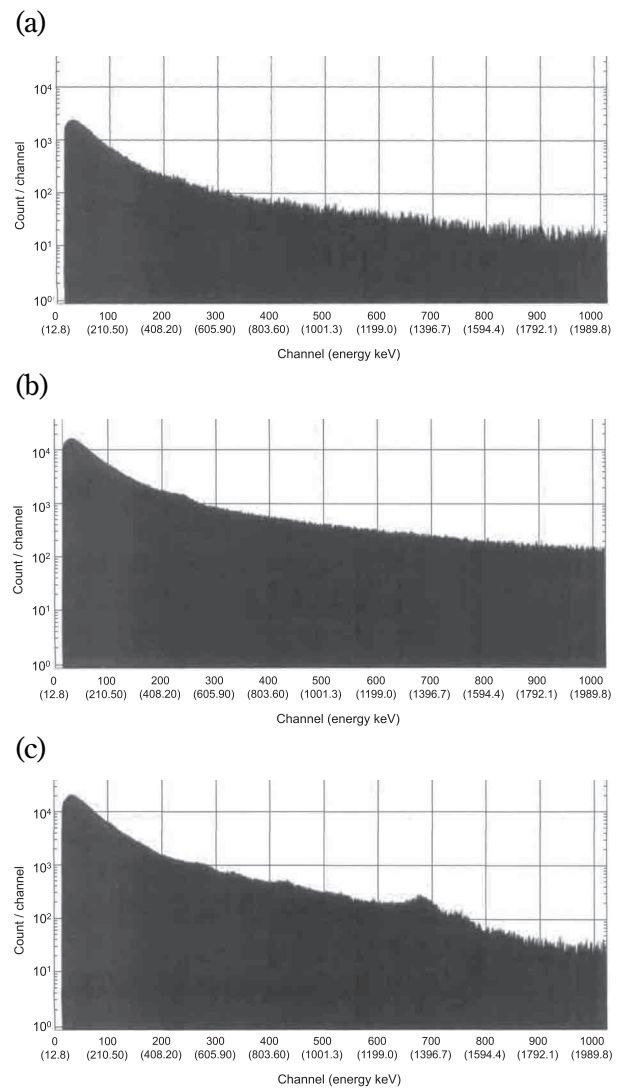 (a)
10⁴
10³
10²
10¹
10⁰
Count / channel
0 100 200 300 400 500 600 700 800 900 1000
(12.8) (210.50) (408.20) (605.90) (803.60) (1001.3) (1199.0) (1396.7) (1594.4) (1792.1) (1989.8)
Channel (energy keV)
(b)
10⁴
10³
10²
10¹
10⁰
Count / channel
0 100 200 300 400 500 600 700 800 900 1000
(12.8) (210.50) (408.20) (605.90) (803.60) (1001.3) (1199.0) (1396.7) (1594.4) (1792.1) (1989.8)
Channel (energy keV)
(c)
10⁴
10³
10²
10¹
10⁰
Count / channel
0 100 200 300 400 500 600 700 800 900 1000
(12.8) (210.50) (408.20) (605.90) (803.60) (1001.3) (1199.0) (1396.7) (1594.4) (1792.1) (1989.8)
Channel (energy keV)